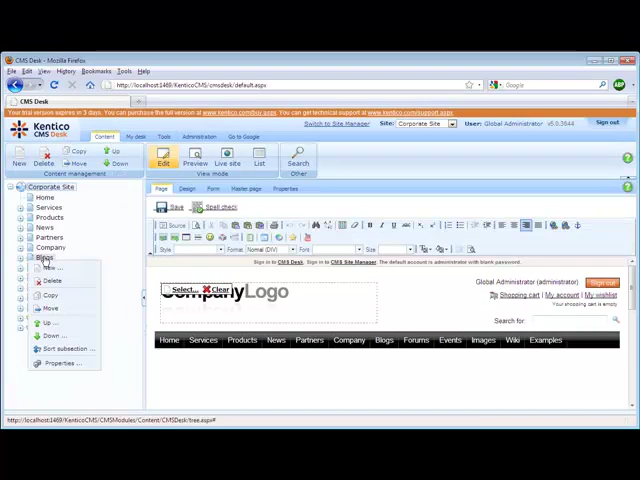 CMS Desk - Mozilla Firefox
File Edit View History Bookmarks Tools Help
http://localhost:1469/KenticoCMS/cmsdesk/default.aspx
Google
CMS Desk
Your trial version expires in 3 days. You can purchase the full version at www.kentico.com/buy.aspx. You can get technical support at www.kentico.com/support.aspx.
Switch to Site Manager Site: Corporate Site User: Global Administrator v5.0.3644 Sign out
Kentico
CMS Desk
Content My desk Tools Administration Go to Google
New Delete Copy Move Up Down
Edit Preview Live site List Search
Content management View mode Other
Corporate Site
Home
Services
Products
News
Partners
Company
Blogs
New ...
Delete
Copy
Move
Up ...
Down ...
Sort subsection ...
Properties ...
Page Design Form Master page Properties
Save Spell check
Source
Style Format Normal (DIV) Font Size
Sign in to CMS Desk. Sign in to CMS Site Manager. The default account is administrator with blank password.
Select... Clear
CompanyLogo
Global Administrator (administrator) Sign out
Shopping cart My account My wishlist
Your shopping cart is empty
Search for:
Home Services Products News Partners Company Blogs Forums Events Images Wiki Examples
http://localhost:1469/KenticoCMS/CMSModules/Content/CMSDesk/tree.aspx#